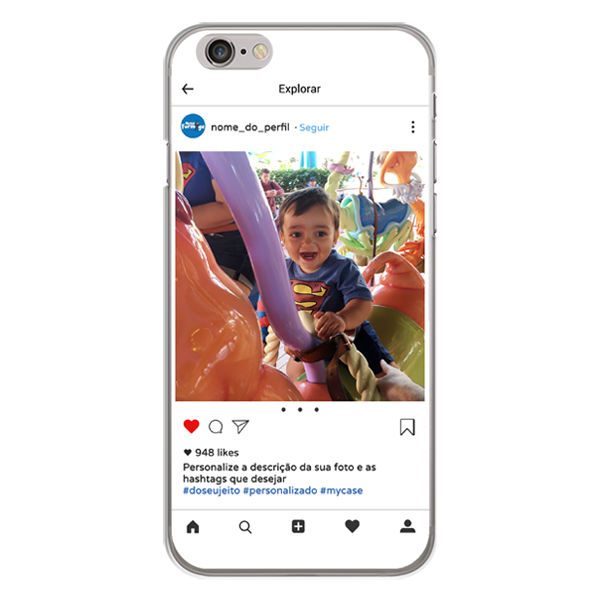 Explorar
nome_do_perfil • Seguir
948 likes
Personalize a descrição da sua foto e as
hashtags que desejar
#doseujeito #personalizado #mycase